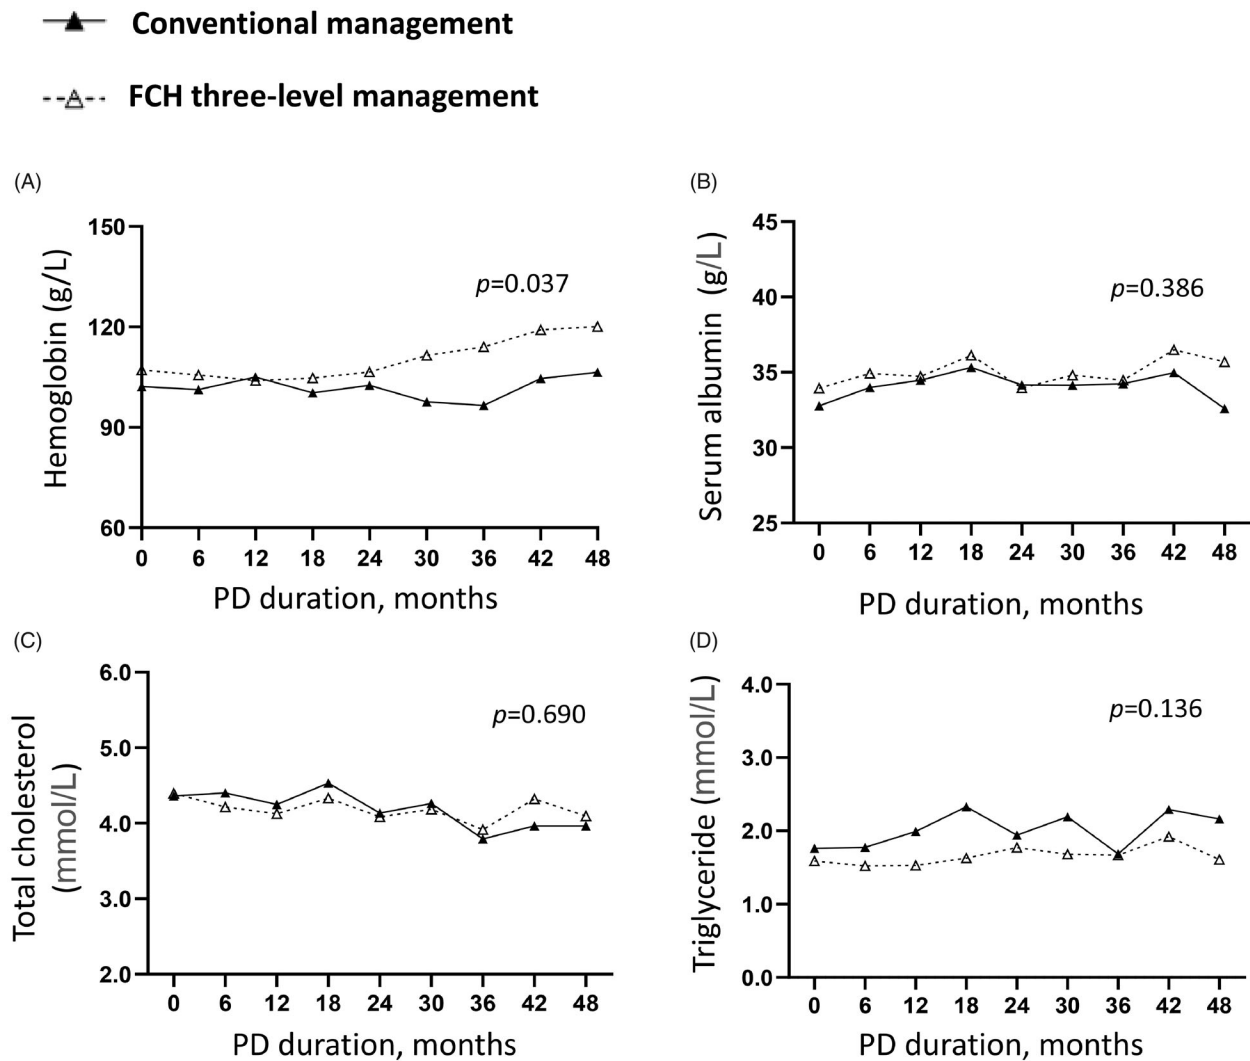 Conventional management
FCH three-level management
(A)
Hemoglobin (g/L)
150
120
90
60
p=0.037
0 6 12 18 24 30 36 42 48
PD duration, months
(B)
Serum albumin (g/L)
45
40
35
30
25
p=0.386
0 6 12 18 24 30 36 42 48
PD duration, months
(C)
Total cholesterol
(mmol/L)
6.0
5.0
4.0
3.0
2.0
p=0.690
0 6 12 18 24 30 36 42 48
PD duration, months
(D)
Triglyceride (mmol/L)
4.0
3.0
2.0
1.0
0.0
p=0.136
0 6 12 18 24 30 36 42 48
PD duration, months